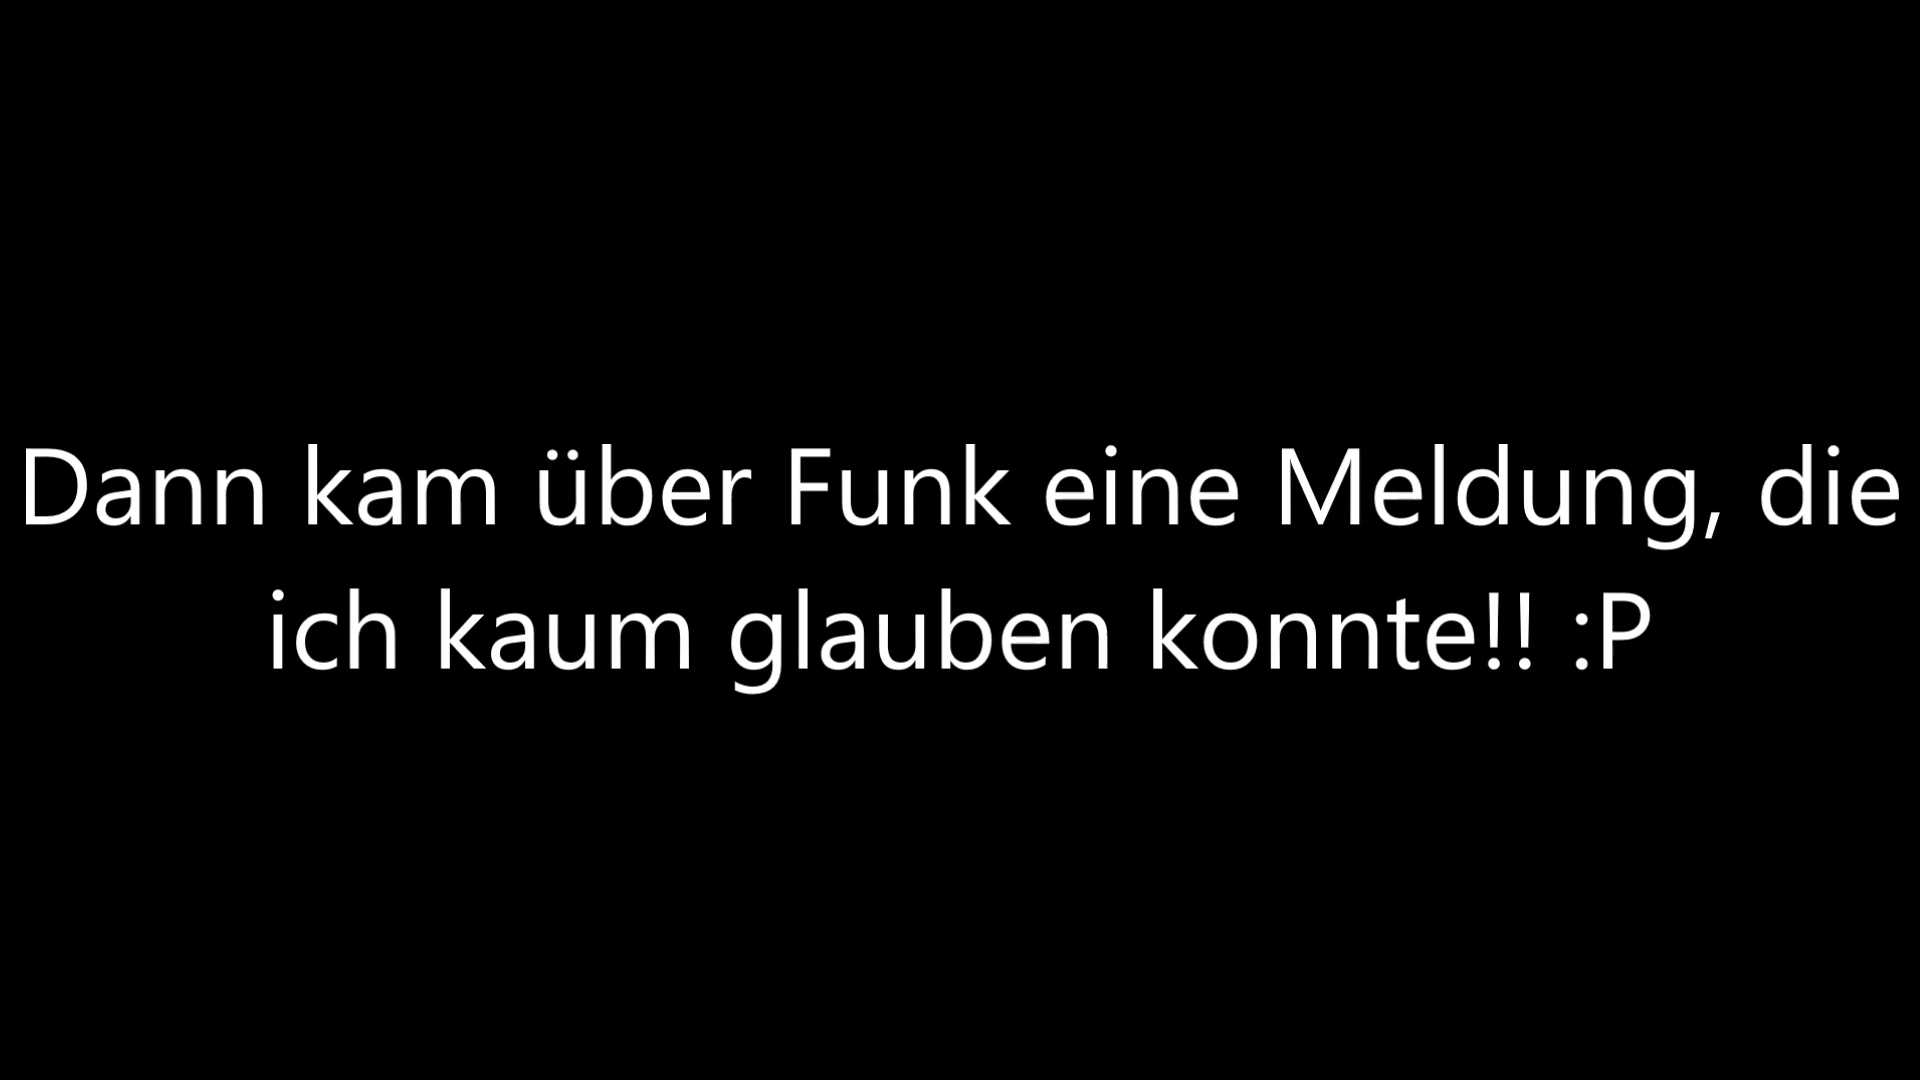 Dann kam über Funk eine Meldung, die
ich kaum glauben konnte!! :P